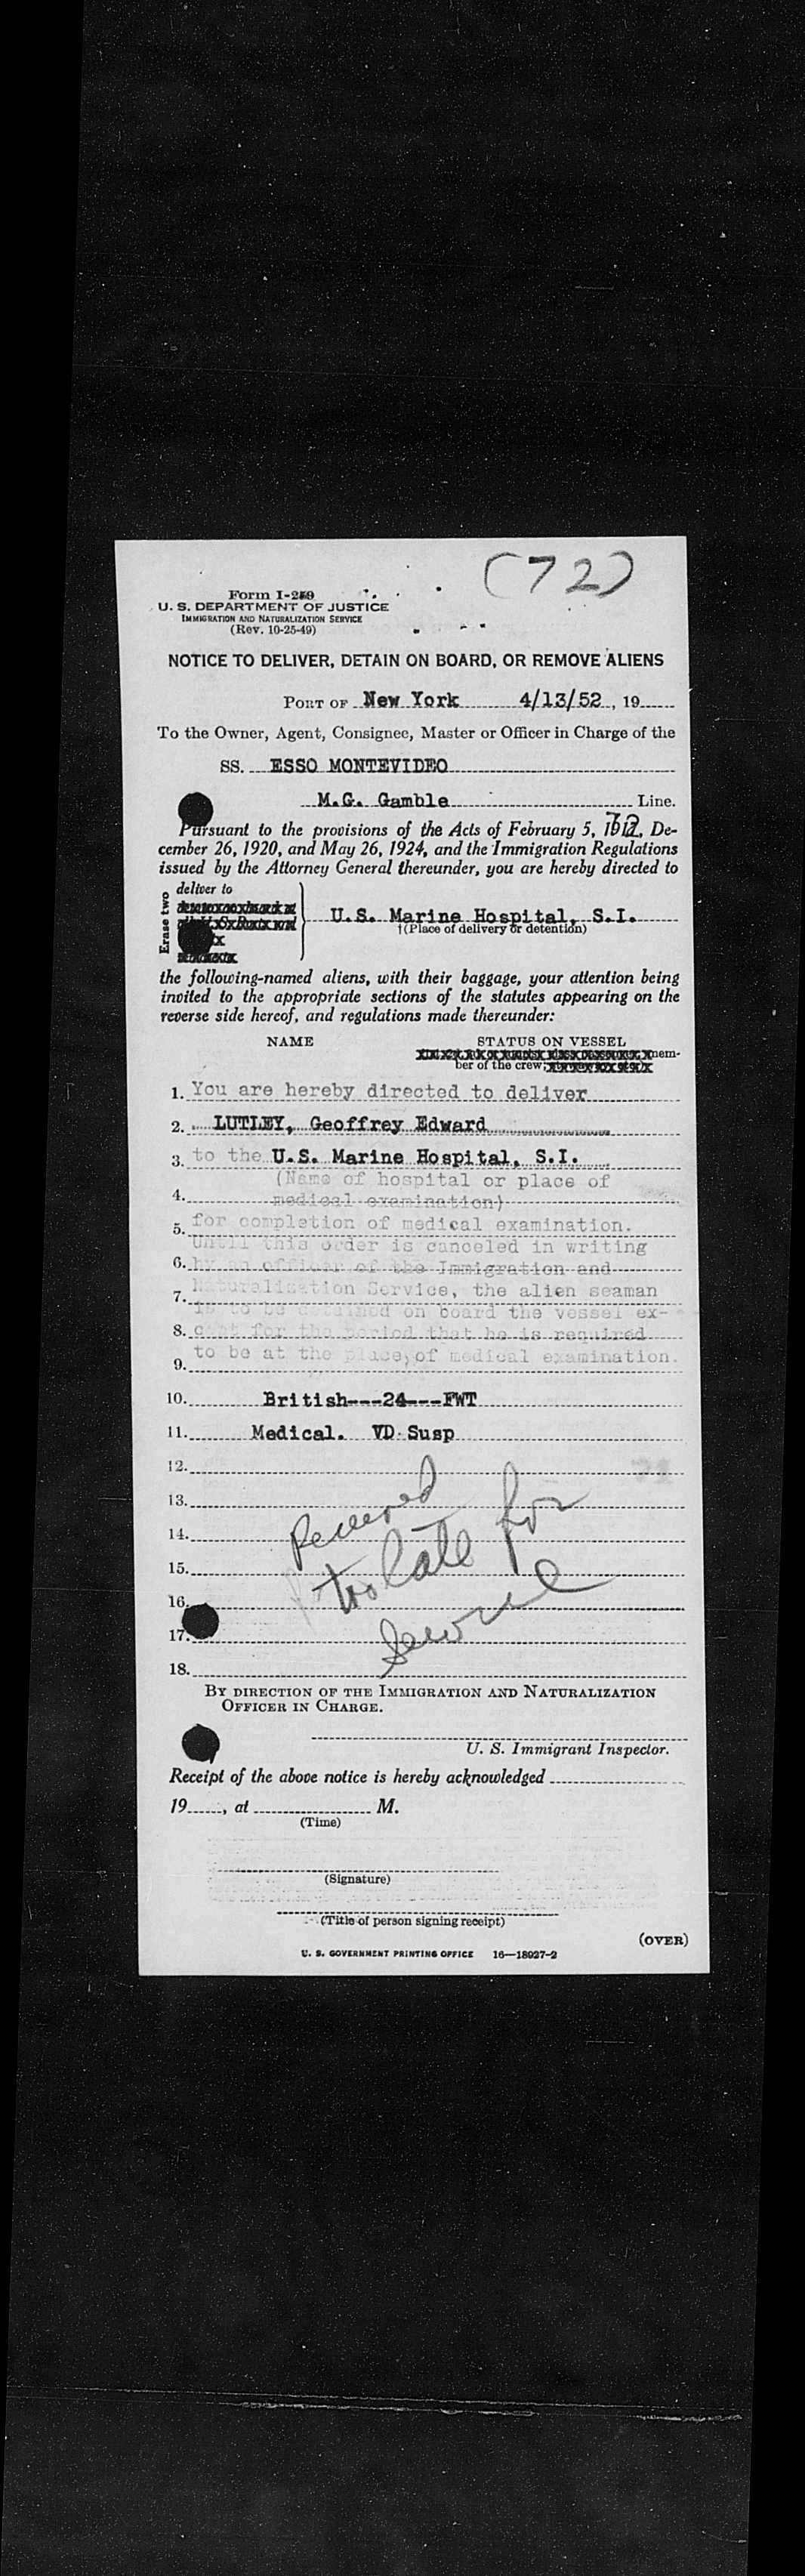 (72)
Form I-259
U. S. DEPARTMENT OF JUSTICE
IMMIGRATION AND NATURALIZATION SERVICE
(Rev. 10-25-49)
NOTICE TO DELIVER, DETAIN ON BOARD, OR REMOVE ALIENS
PORT OF New York 4/13/52, 19
To the Owner, Agent, Consignee, Master or Officer in Charge of the
SS. ESSO MONTEVIDEO
M.G. Gamble Line.
72
Pursuant to the provisions of the Acts of February 5, 1917, De-
cember 26, 1920, and May 26, 1924, and the Immigration Regulations
issued by the Attorney General thereunder, you are hereby directed to
Erase two
deliver to
U.S. Marine Hospital, S.I.
†(Place of delivery or detention)
the following-named aliens, with their baggage, your attention being
invited to the appropriate sections of the statutes appearing on the
reverse side hereof, and regulations made thereunder:
NAME STATUS ON VESSEL
mem-
ber of the crew;
1. You are hereby directed to deliver
2. LUTLEY, Geoffrey Edward
3. to the U.S. Marine Hospital, S.I.
(Name of hospital or place of
4. medical examination)
5. for completion of medical examination.
Until this order is canceled in writing
6. by an officer of the Immigration and
7. Naturalization Service, the alien seaman
is to be detained on board the vessel ex-
8. cept for the period that he is required
9. to be at the place of medical examination.
10. British---24---FWT
11. Medical. VD Susp
12.
13. Received
14. too late for
15.
16. Service
17.
18.
BY DIRECTION OF THE IMMIGRATION AND NATURALIZATION
OFFICER IN CHARGE.
U. S. Immigrant Inspector.
Receipt of the above notice is hereby acknowledged
19, at M.
(Time)
(Signature)
(Title of person signing receipt)
(OVER)
U. S. GOVERNMENT PRINTING OFFICE 16—18027-2